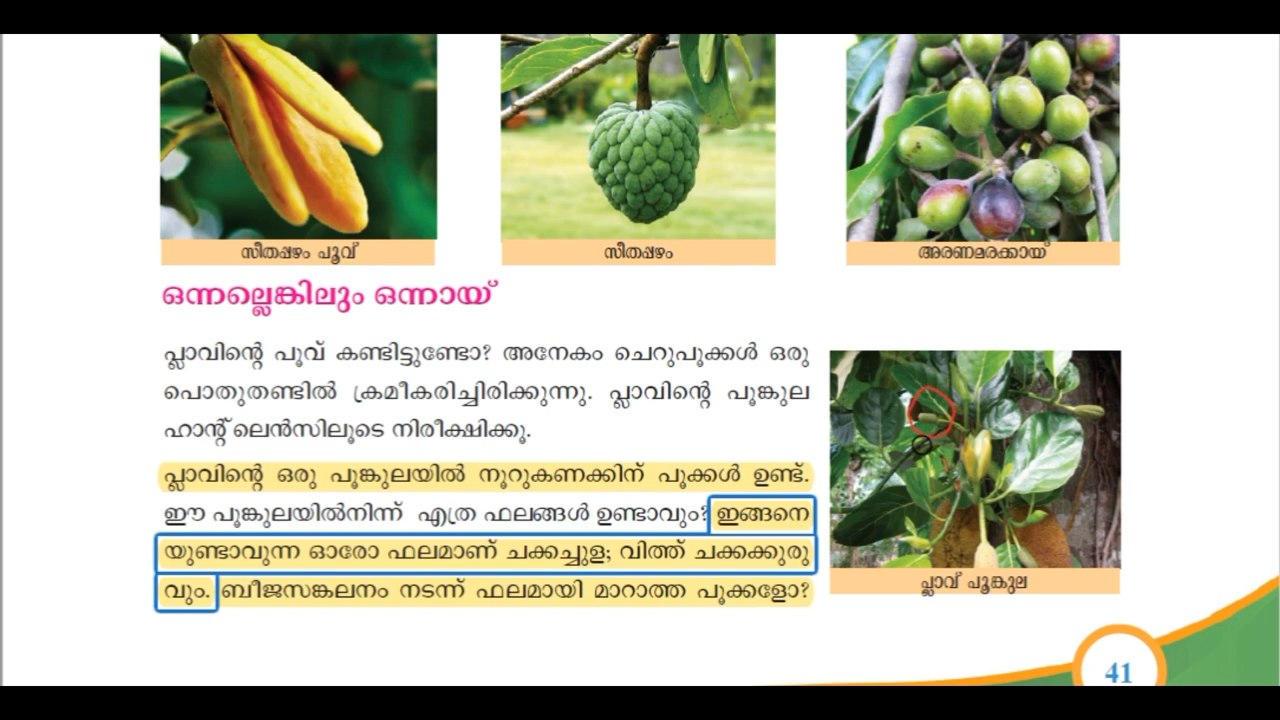 സീതപ്പഴം പൂവ്
സീതപ്പഴം
അരണമരക്കായ്
ഒന്നല്ലെങ്കിലും ഒന്നായ്
പ്ലാവിന്റെ പൂവ് കണ്ടിട്ടുണ്ടോ? അനേകം ചെറുപൂക്കൾ ഒരു
പൊതുതണ്ടിൽ ക്രമീകരിച്ചിരിക്കുന്നു. പ്ലാവിന്റെ പൂങ്കുല
ഹാന്റ് ലെൻസിലൂടെ നിരീക്ഷിക്കൂ.
പ്ലാവിന്റെ ഒരു പൂങ്കുലയിൽ നൂറുകണക്കിന് പൂക്കൾ ഉണ്ട്.
ഈ പൂങ്കുലയിൽനിന്ന് എത്ര ഫലങ്ങൾ ഉണ്ടാവും? ഇങ്ങനെ
യുണ്ടാവുന്ന ഓരോ ഫലമാണ് ചക്കച്ചുള; വിത്ത് ചക്കക്കുരു
വും. ബീജസങ്കലനം നടന്ന് ഫലമായി മാറാത്ത പൂക്കളോ?
പ്ലാവ് പൂങ്കുല
41